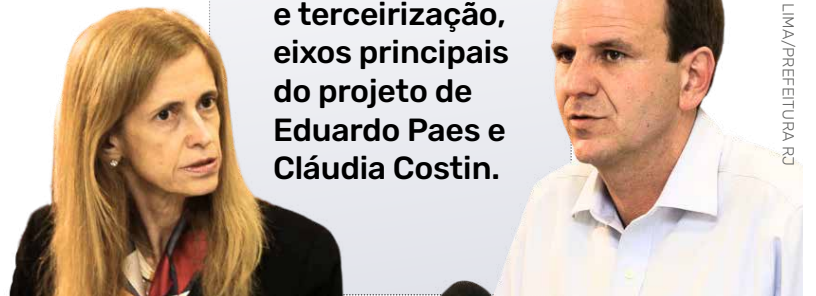 e terceirização,
eixos principais
do projeto de
Eduardo Paes e
Cláudia Costin.
LIMA/PREFEITURA RJ